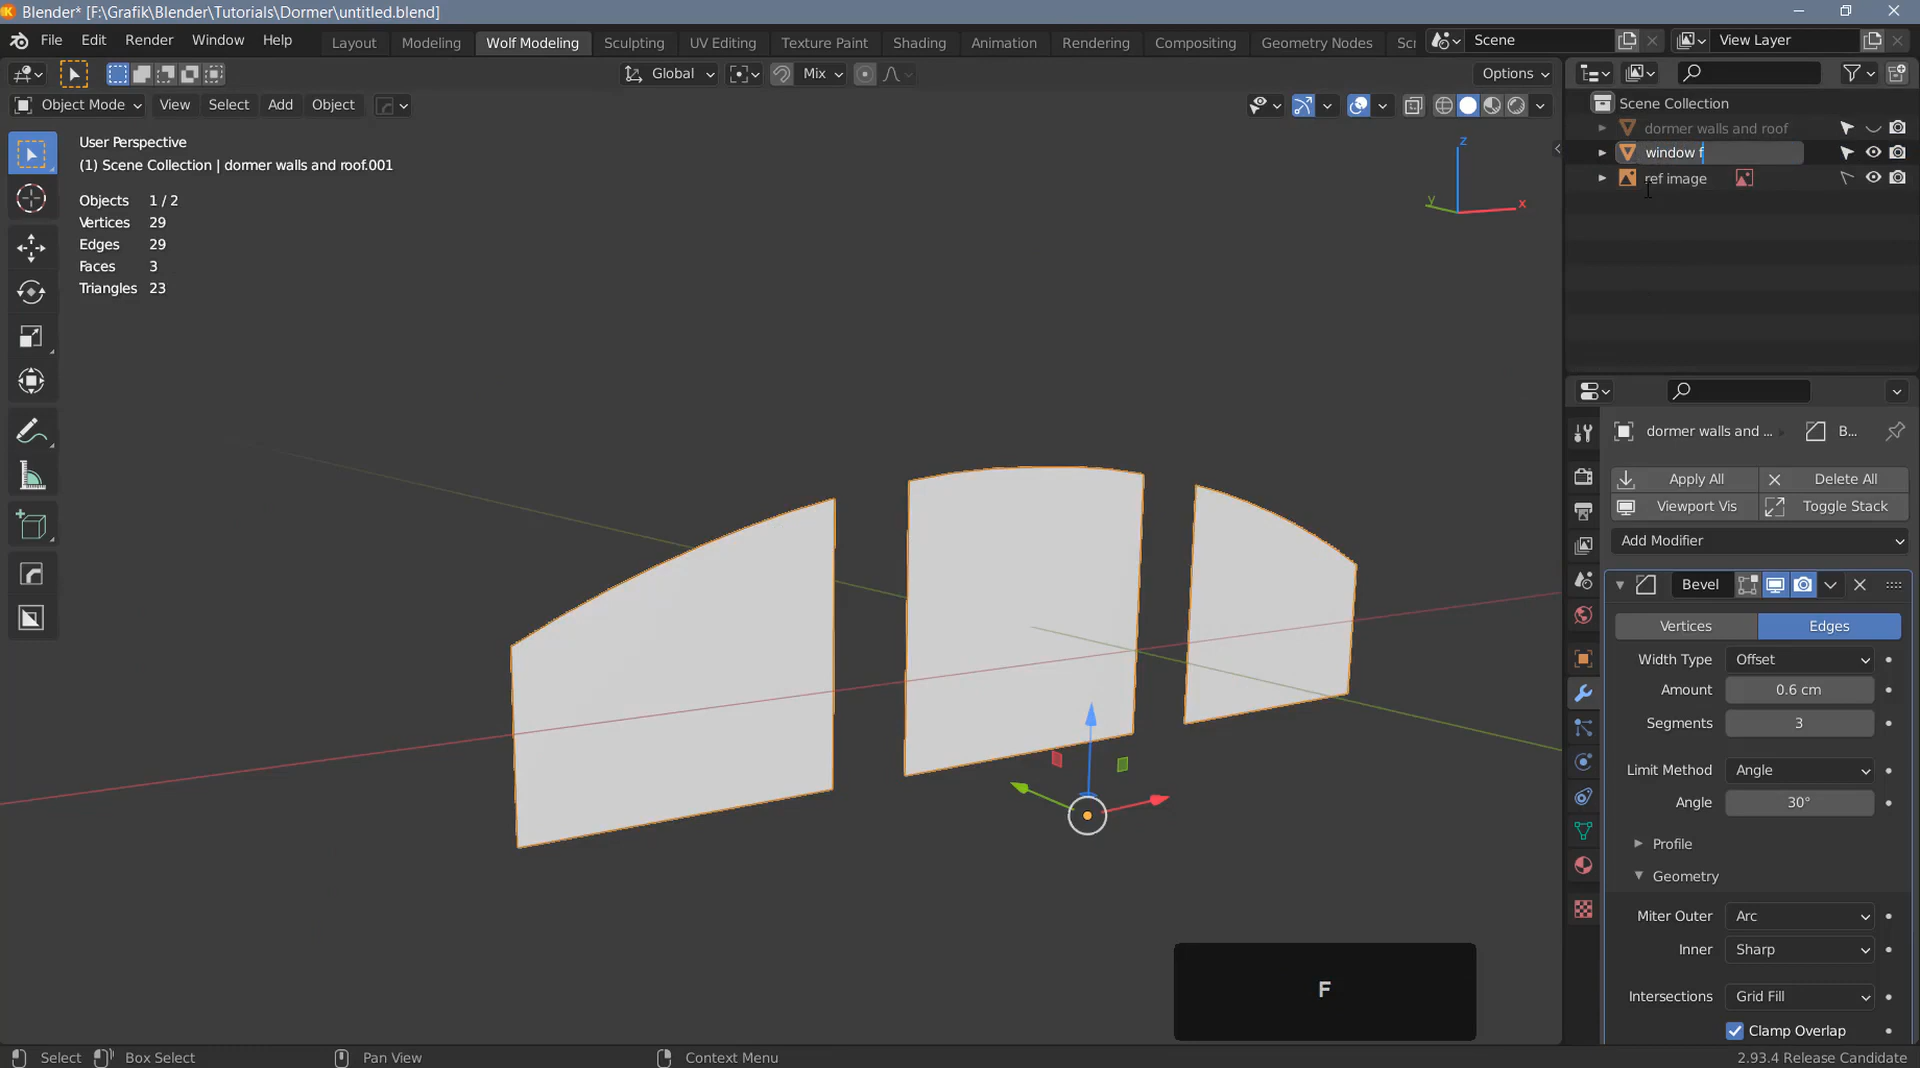 Blender* [F:\Grafik\Blender\Tutorials\Dormer\untitled.blend]
File Edit Render Window Help Layout Modeling Wolf Modeling Sculpting UV Editing Texture Paint Shading Animation Rendering Compositing Geometry Nodes Sc Scene View Layer
Global Mix Options
Object Mode View Select Add Object
User Perspective
(1) Scene Collection | dormer walls and roof.001
Objects 1 / 2
Vertices 29
Edges 29
Faces 3
Triangles 23
z
y
x
F
Scene Collection
dormer walls and roof
window f
ref image
dormer walls and ... B...
Apply All Delete All
Viewport Vis Toggle Stack
Add Modifier
Bevel
Vertices Edges
Width Type Offset
Amount 0.6 cm
Segments 3
Limit Method Angle
Angle 30°
Profile
Geometry
Miter Outer Arc
Inner Sharp
Intersections Grid Fill
Clamp Overlap
Select Box Select Pan View Context Menu 2.93.4 Release Candidate